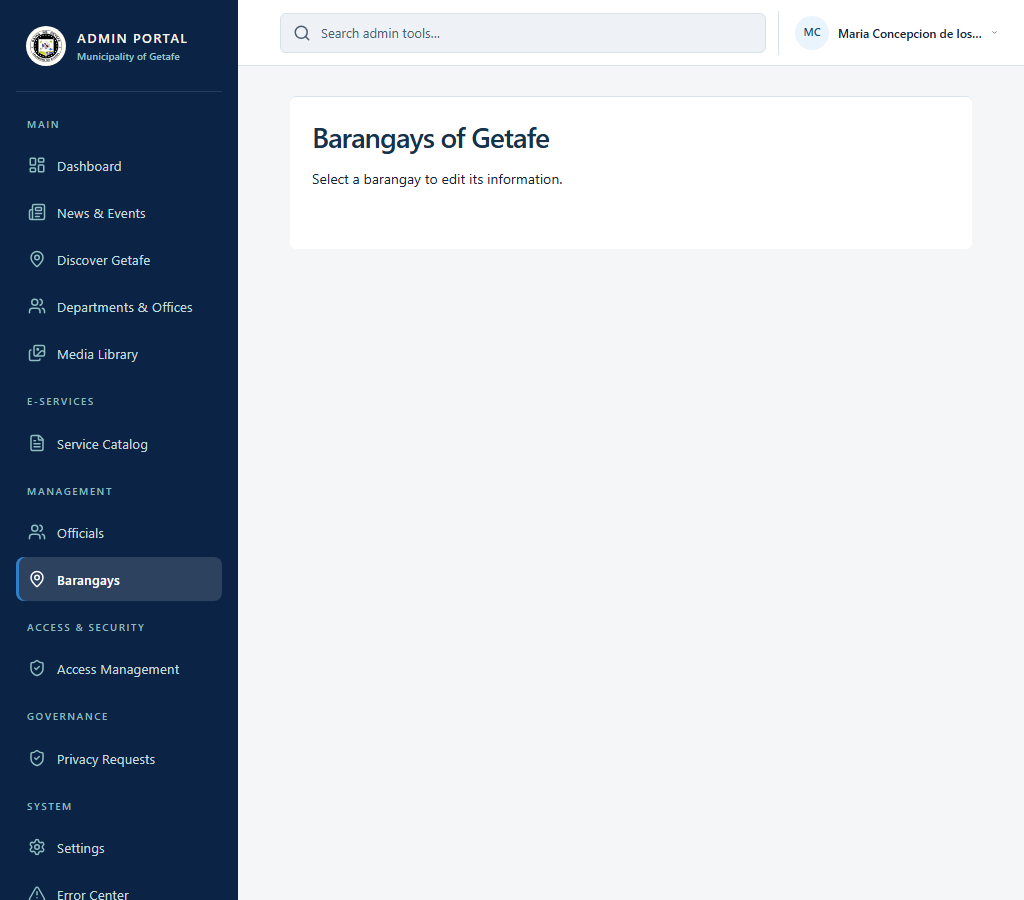 ADMIN PORTAL
Municipality of Getafe
MAIN
Dashboard
News & Events
Discover Getafe
Departments & Offices
Media Library
E-SERVICES
Service Catalog
MANAGEMENT
Officials
Barangays
ACCESS & SECURITY
Access Management
GOVERNANCE
Privacy Requests
SYSTEM
Settings
Error Center
Search admin tools...
MC
Maria Concepcion de los...
Barangays of Getafe
Select a barangay to edit its information.